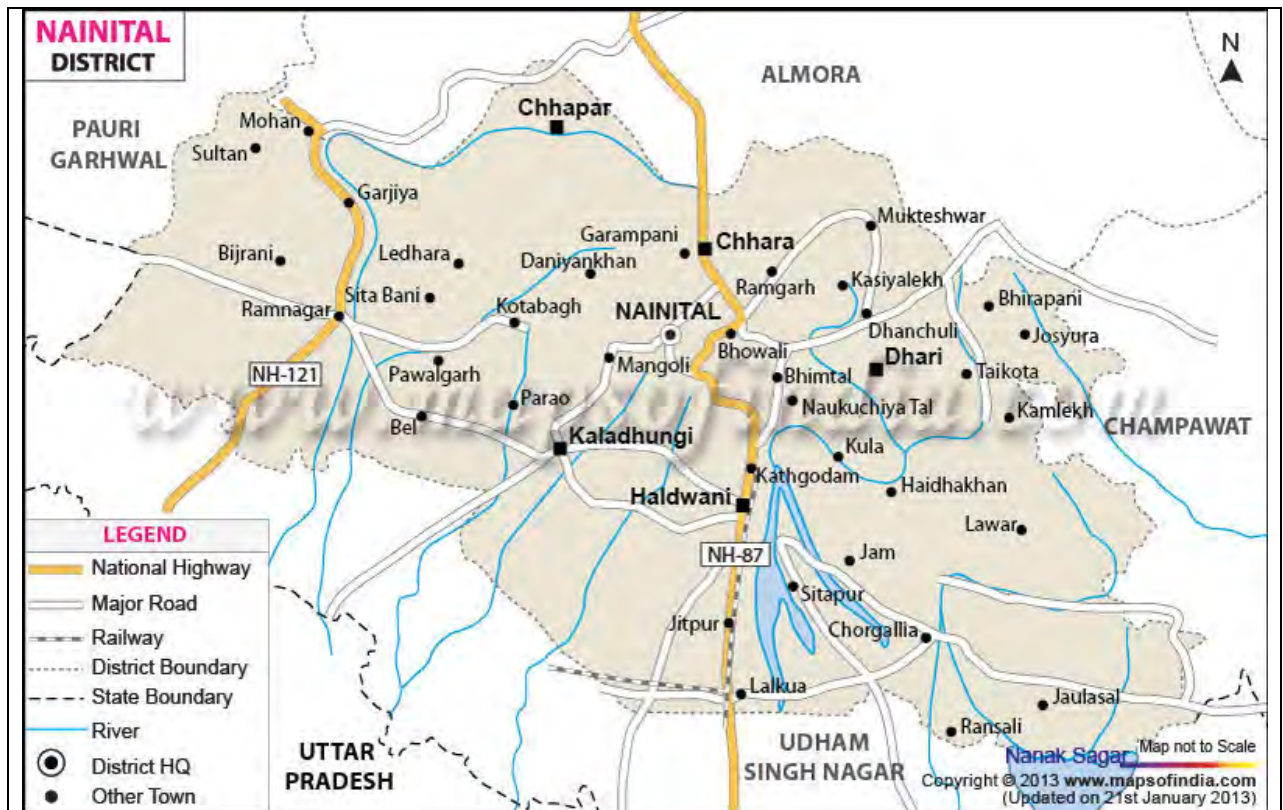 NAINITAL
DISTRICT
N
ALMORA
PAURI
GARHWAL
Chhapar
Mohan
Sultan
Garjiya
Mukteshwar
Garampani
Chhara
Bijrani
Ledhara
Daniyankhan
Ramgarh
Kasiyalekh
Sita Bani
Bhirapani
Ramnagar
Kotabagh
NAINITAL
Dhanchuli
Josyura
Bhowali
Dhari
Mangoli
NH-121
Pawalgarh
Bhimtal
Taikota
www.mapsofindia.com
Parao
Naukuchiya Tal
Kamlekh
Bel
CHAMPAWAT
Kaladhungi
Kula
Kathgodam
Haldwani
Haidhakhan
Lawar
NH-87
Jam
Sitapur
Jitpur
Chorgallia
Lalkua
Jaulasal
Ransali
UTTAR
PRADESH
UDHAM
SINGH NAGAR
Nanak Sagar
Map not to Scale
Copyright © 2013 www.mapsofindia.com
(Updated on 21st January 2013)
LEGEND
National Highway
Major Road
Railway
District Boundary
State Boundary
River
District HQ
Other Town